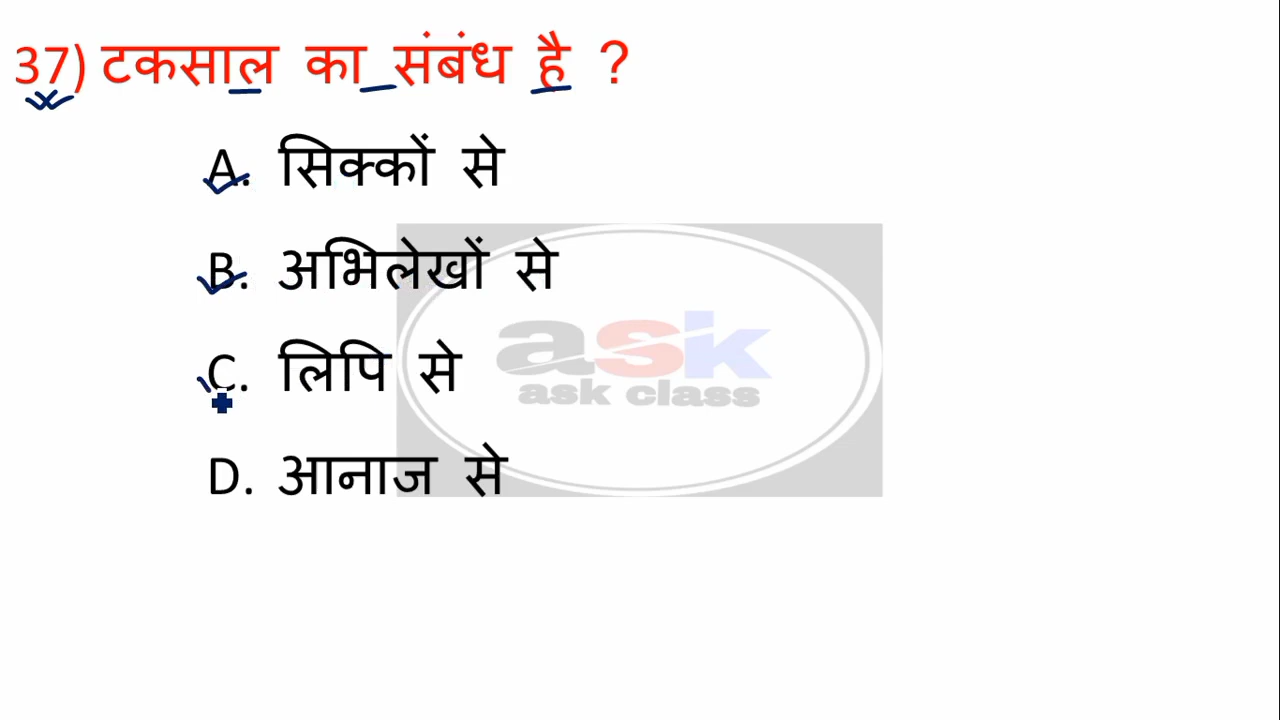 37) टकसाल का संबंध है ?
A. सिक्कों से
B. अभिलेखों से
C. लिपि से
D. आनाज से
ask
ask class